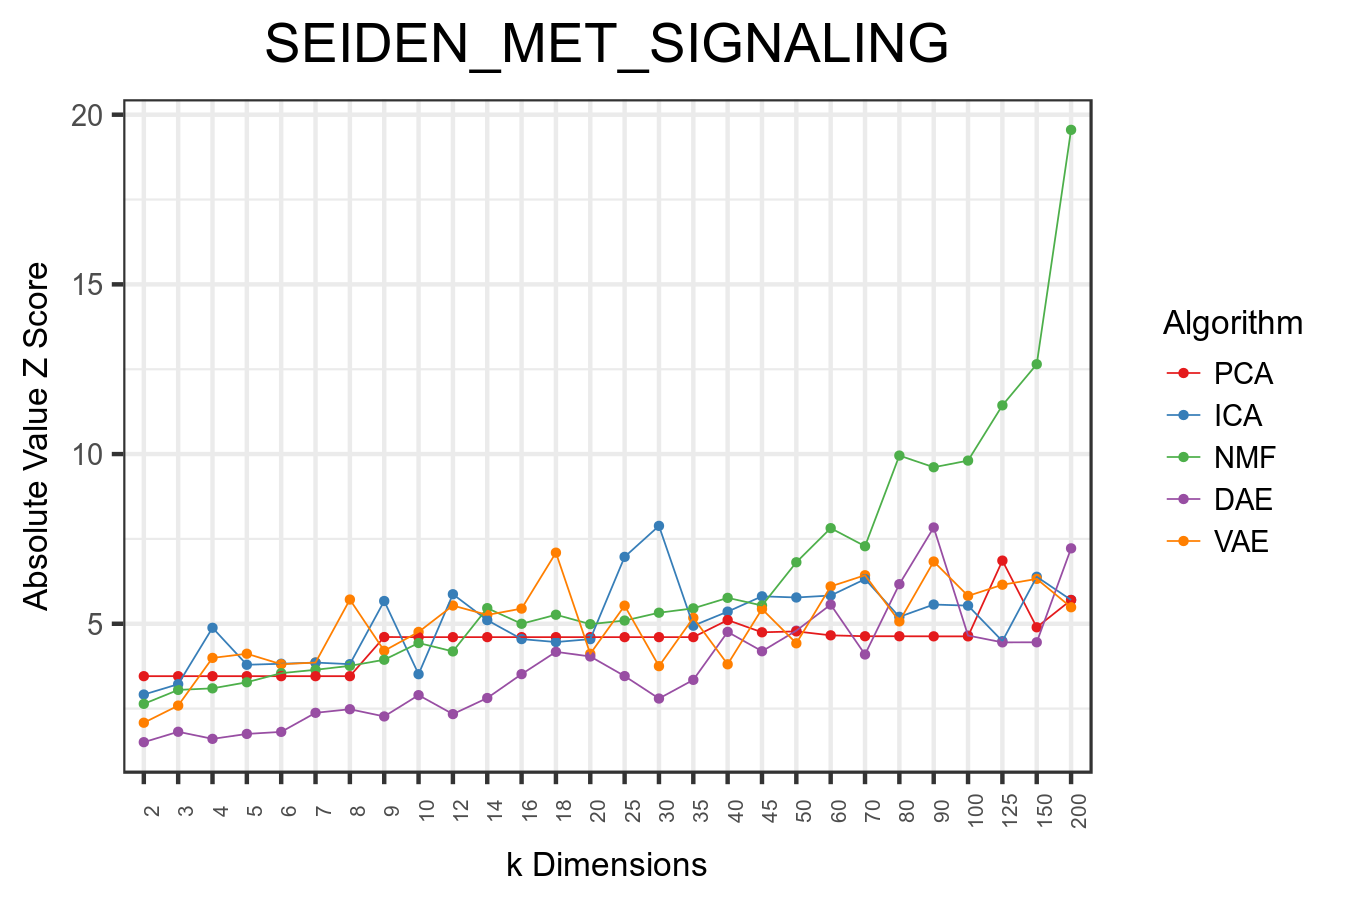 SEIDEN_MET_SIGNALING
Absolute Value Z Score
20
15
10
5
2 3 4 5 6 7 8 9 10 12 14 16 18 20 25 30 35 40 45 50 60 70 80 90 100 125 150 200
k Dimensions
Algorithm
PCA
ICA
NMF
DAE
VAE